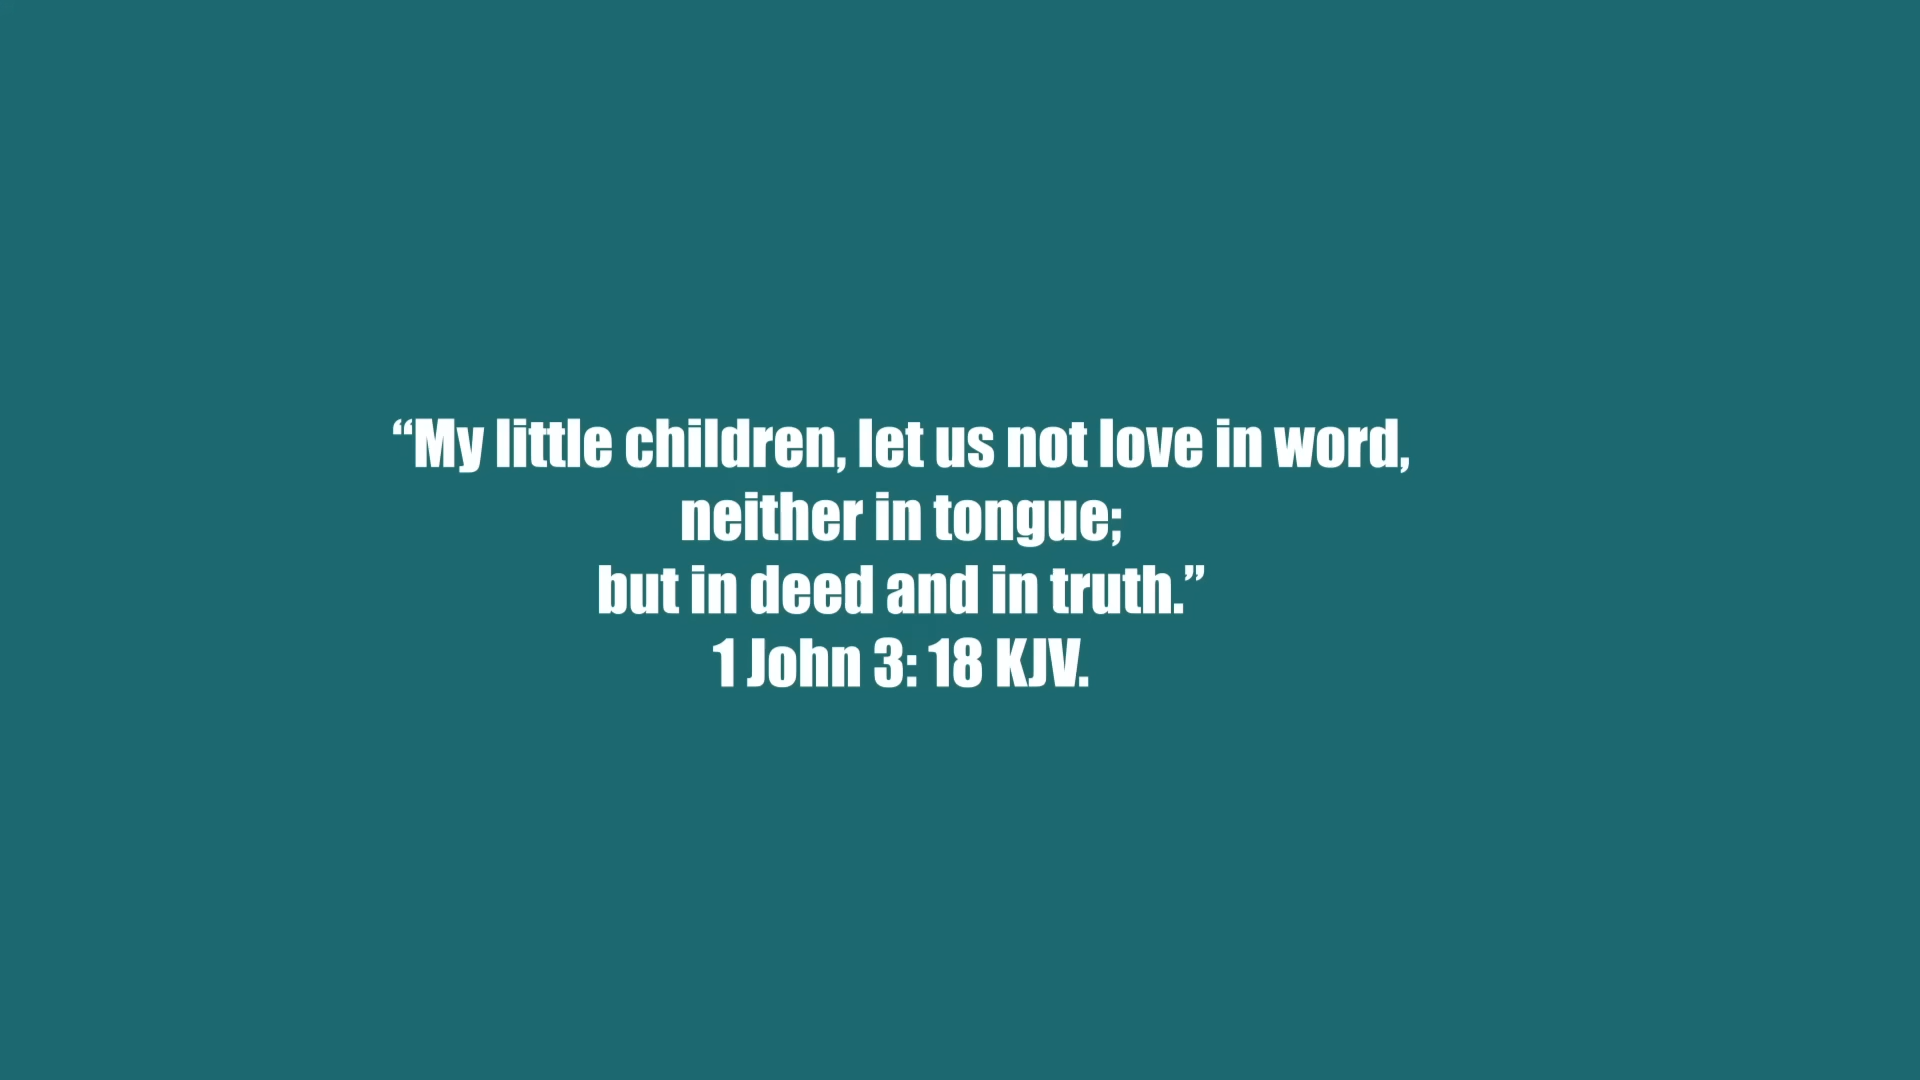 “My little children, let us not love in word,
neither in tongue;
but in deed and in truth.”
1 John 3: 18 KJV.